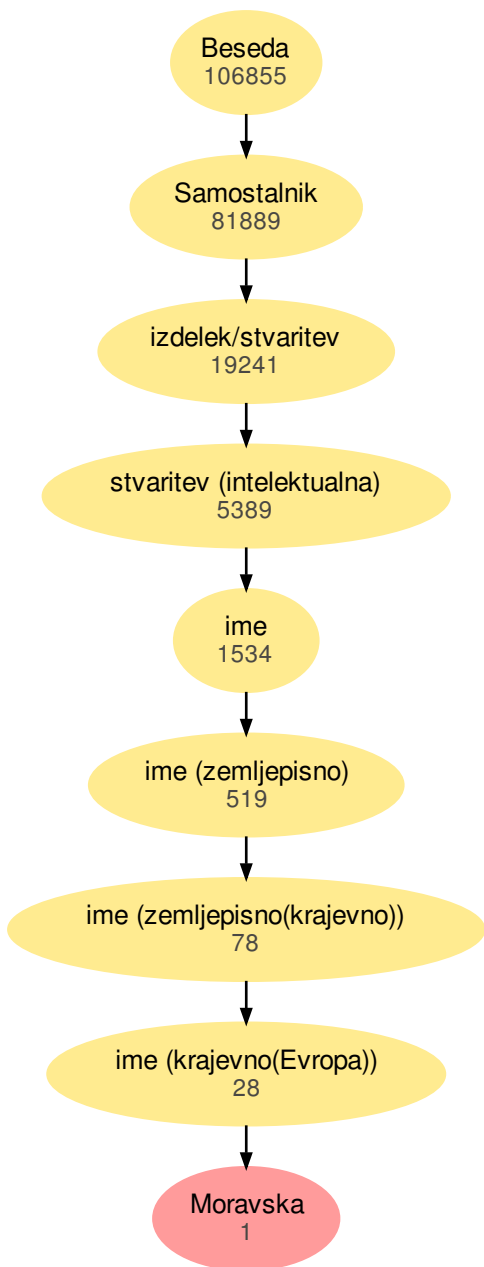 Beseda
106855
Samostalnik
81889
izdelek/stvaritev
19241
stvaritev (intelektualna)
5389
ime
1534
ime (zemljepisno)
519
ime (zemljepisno(krajevno))
78
ime (krajevno(Evropa))
28
Moravska
1